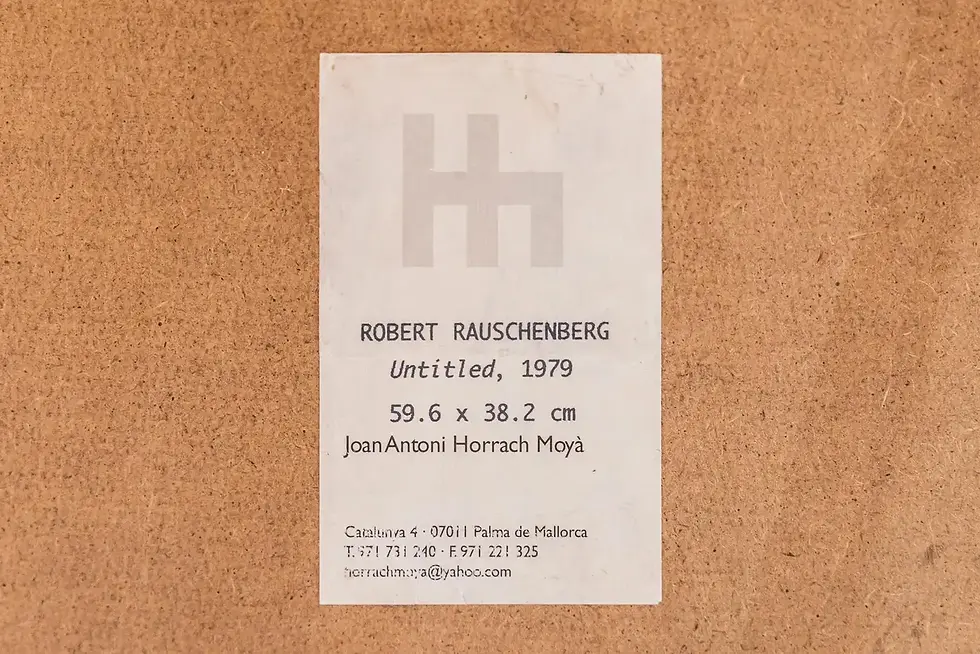 Hh
ROBERT RAUSCHENBERG
Untitled, 1979
59.6 x 38.2 cm
Joan Antoni Horrach Moyà
Catalunya 4 · 07011 Palma de Mallorca
T. 971 731 240 · F. 971 221 325
horrachmoya@yahoo.com